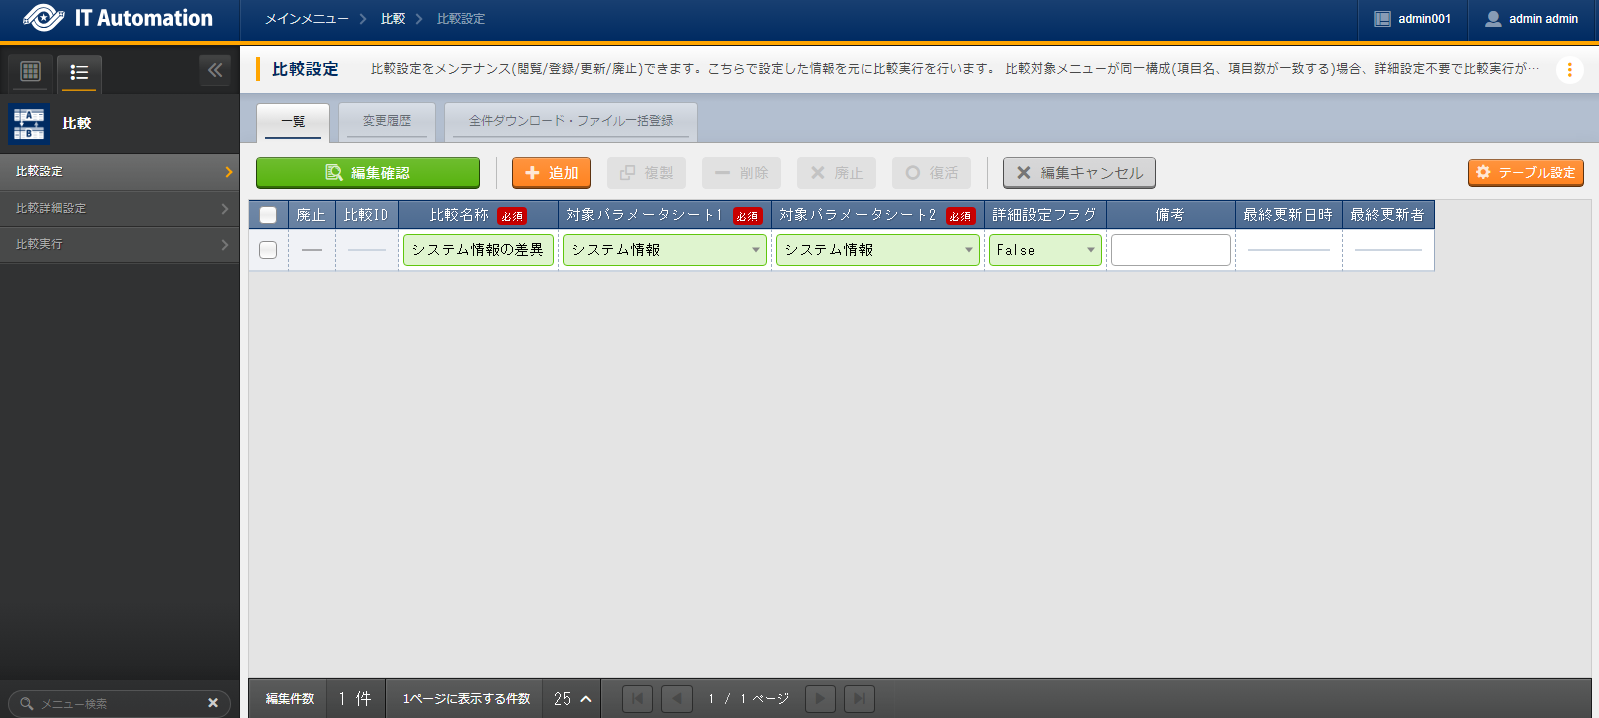 IT Automation
メインメニュー 比較 比較設定
admin001
admin admin
比較
比較設定
比較詳細設定
比較実行
メニュー検索
比較設定
比較設定をメンテナンス(閲覧/登録/更新/廃止)できます。こちらで設定した情報を元に比較実行を行います。 比較対象メニューが同一構成(項目名、項目数が一致する)場合、詳細設定不要で比較実行が…
一覧 変更履歴 全件ダウンロード・ファイル一括登録
編集確認 追加 複製 削除 廃止 復活 編集キャンセル テーブル設定
廃止 比較ID 比較名称 必須 対象パラメータシート1 必須 対象パラメータシート2 必須 詳細設定フラグ 備考 最終更新日時 最終更新者
システム情報の差異 システム情報 システム情報 False
編集件数 1 件 1ページに表示する件数 25 1 / 1 ページ